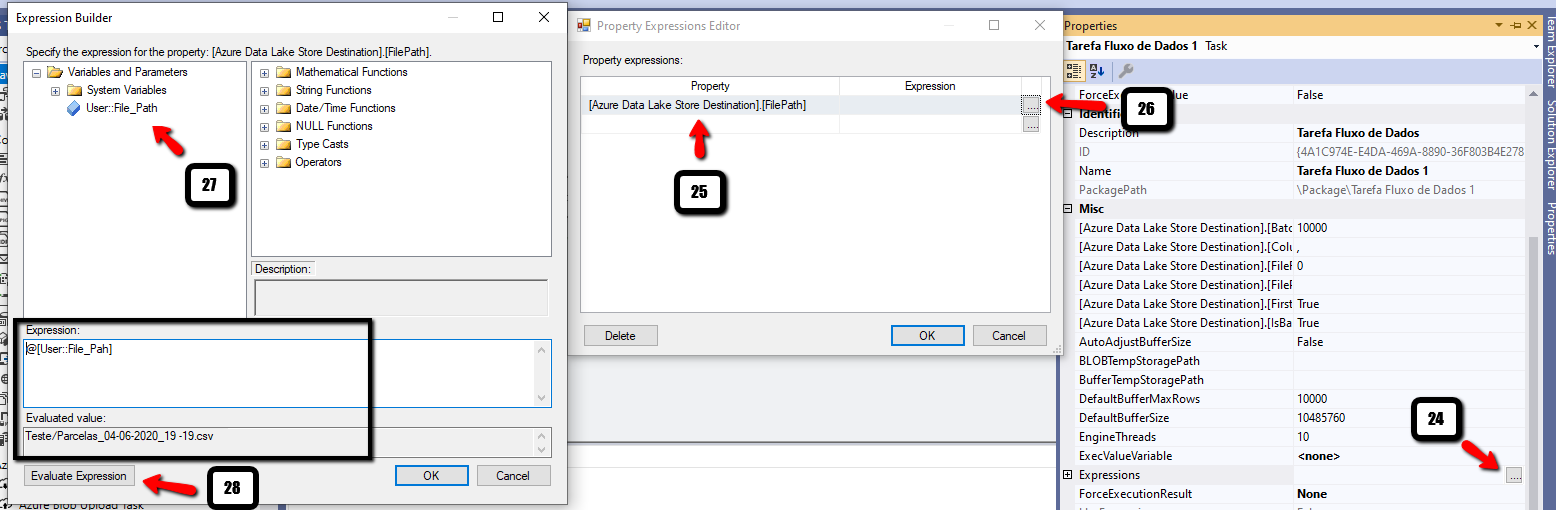 Expression Builder
Specify the expression for the property: [Azure Data Lake Store Destination].[FilePath].
Variables and Parameters
System Variables
User::File_Path
27
Mathematical Functions
String Functions
Date/Time Functions
NULL Functions
Type Casts
Operators
Description:
Expression:
@[User::File_Pah]
Evaluated value:
Teste/Parcelas_04-06-2020_19 -19.csv
Evaluate Expression
28
OK
Cancel
Azure Blob Upload Task
Property Expressions Editor
Property expressions:
Property Expression
[Azure Data Lake Store Destination].[FilePath] ...
...
25
26
Delete
OK
Cancel
Properties
Tarefa Fluxo de Dados 1 Task
False
Description Tarefa Fluxo de Dados
ID {4A1C974E-E4DA-469A-8890-36F803B4E278
Name Tarefa Fluxo de Dados 1
PackagePath \Package\Tarefa Fluxo de Dados 1
Misc
[Azure Data Lake Store Destination].[Batc 10000
[Azure Data Lake Store Destination].[Colu ,
[Azure Data Lake Store Destination].[FileF 0
[Azure Data Lake Store Destination].[FileF
[Azure Data Lake Store Destination].[First True
[Azure Data Lake Store Destination].[IsBa True
AutoAdjustBufferSize False
BLOBTempStoragePath
BufferTempStoragePath
DefaultBufferMaxRows 10000
DefaultBufferSize 10485760
EngineThreads 10
ExecValueVariable <none>
Expressions ...
ForceExecutionResult None
24
Team Explorer
Solution Explorer
Properties